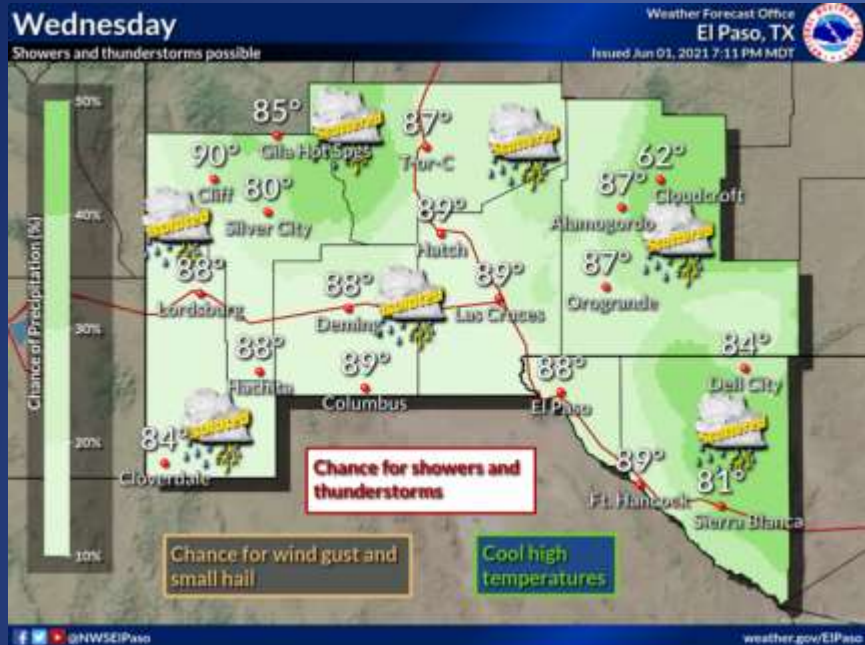 Wednesday
Showers and thunderstorms possible
Weather Forecast Office
El Paso, TX
Issued Jun 01, 2021 7:11 PM MDT
Chance of Precipitation (%)
50%
40%
30%
20%
10%
85°
Gila Hot Spgs
Scattered
87°
T-or-C
Scattered
90°
Cliff
80°
Silver City
62°
Cloudcroft
87°
Alamogordo
Scattered
Isolated
89°
Hatch
88°
Lordsburg
88°
Deming
Isolated
89°
Las Cruces
87°
Orogrande
88°
Hachita
89°
Columbus
88°
El Paso
84°
Dell City
Isolated
84°
Cloverdale
Scattered
89°
Ft. Hancock
81°
Sierra Blanca
Chance for showers and
thunderstorms
Chance for wind gust and
small hail
Cool high
temperatures
@NWSElPaso
weather.gov/ElPaso